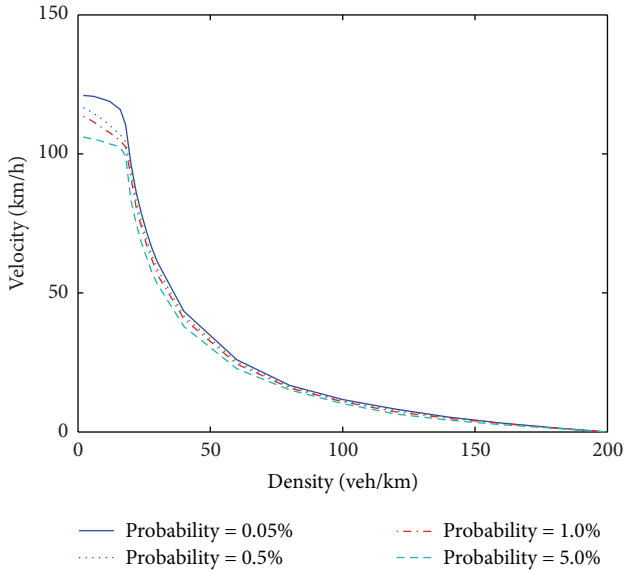 150
100
50
0
Velocity (km/h)
0
50
100
150
200
Density (veh/km)
Probability = 0.05%
Probability = 0.5%
Probability = 1.0%
Probability = 5.0%